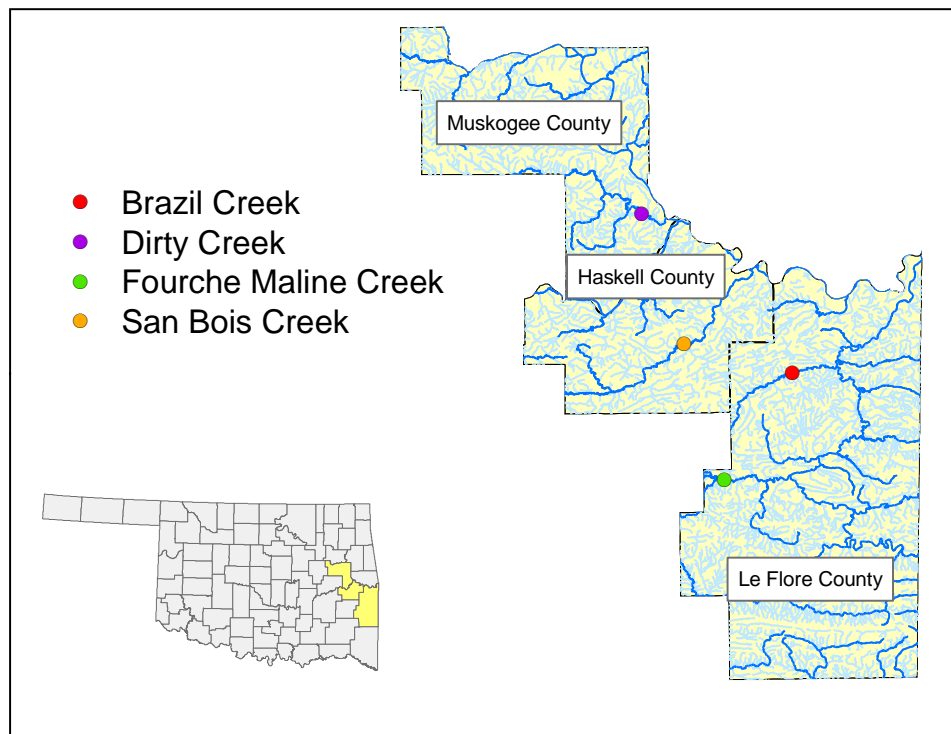 Muskogee County
Brazil Creek
Dirty Creek
Fourche Maline Creek
San Bois Creek
Haskell County
Le Flore County